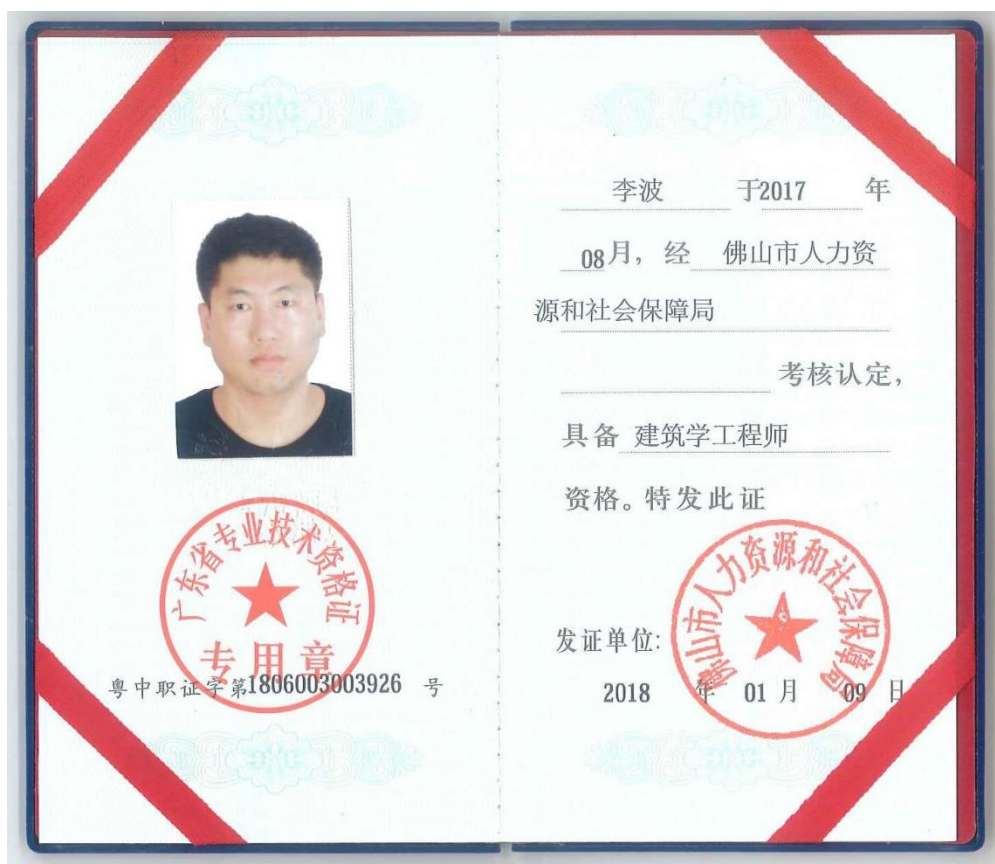 广东省专业技术资格证
专用章
粤中职证字第1806003003926 号
李波 于2017 年
08月，经 佛山市人力资
源和社会保障局
考核认定，
具备 建筑学工程师
资格。特发此证
佛山市人力资源和社会保障局
发证单位：
2018 年 01 月 09 日